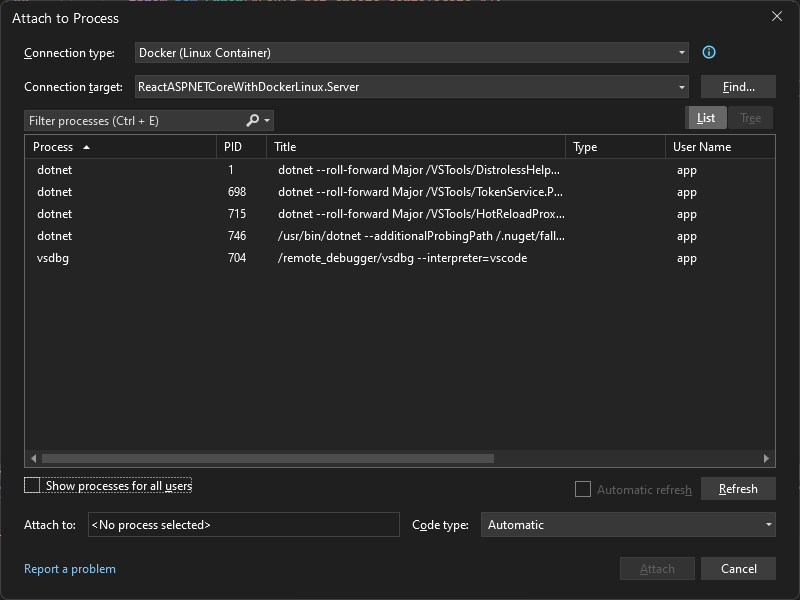 Attach to Process
Connection type: Docker (Linux Container)
Connection target: ReactASPNETCoreWithDockerLinux.Server Find...
Filter processes (Ctrl + E) List Tree
Process PID Title Type User Name
dotnet 1 dotnet --roll-forward Major /VSTools/DistrolessHelp... app
dotnet 698 dotnet --roll-forward Major /VSTools/TokenService.P... app
dotnet 715 dotnet --roll-forward Major /VSTools/HotReloadProx... app
dotnet 746 /usr/bin/dotnet --additionalProbingPath /.nuget/fall... app
vsdbg 704 /remote_debugger/vsdbg --interpreter=vscode app
Show processes for all users Automatic refresh Refresh
Attach to: <No process selected> Code type: Automatic
Report a problem Attach Cancel